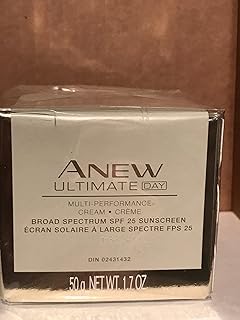 ANEW
ULTIMATE DAY
MULTI-PERFORMANCE
CREAM • CRÈME
BROAD SPECTRUM SPF 25 SUNSCREEN
ÉCRAN SOLAIRE À LARGE SPECTRE FPS 25
DIN 02431432
50 g NET WT. 1.7 OZ